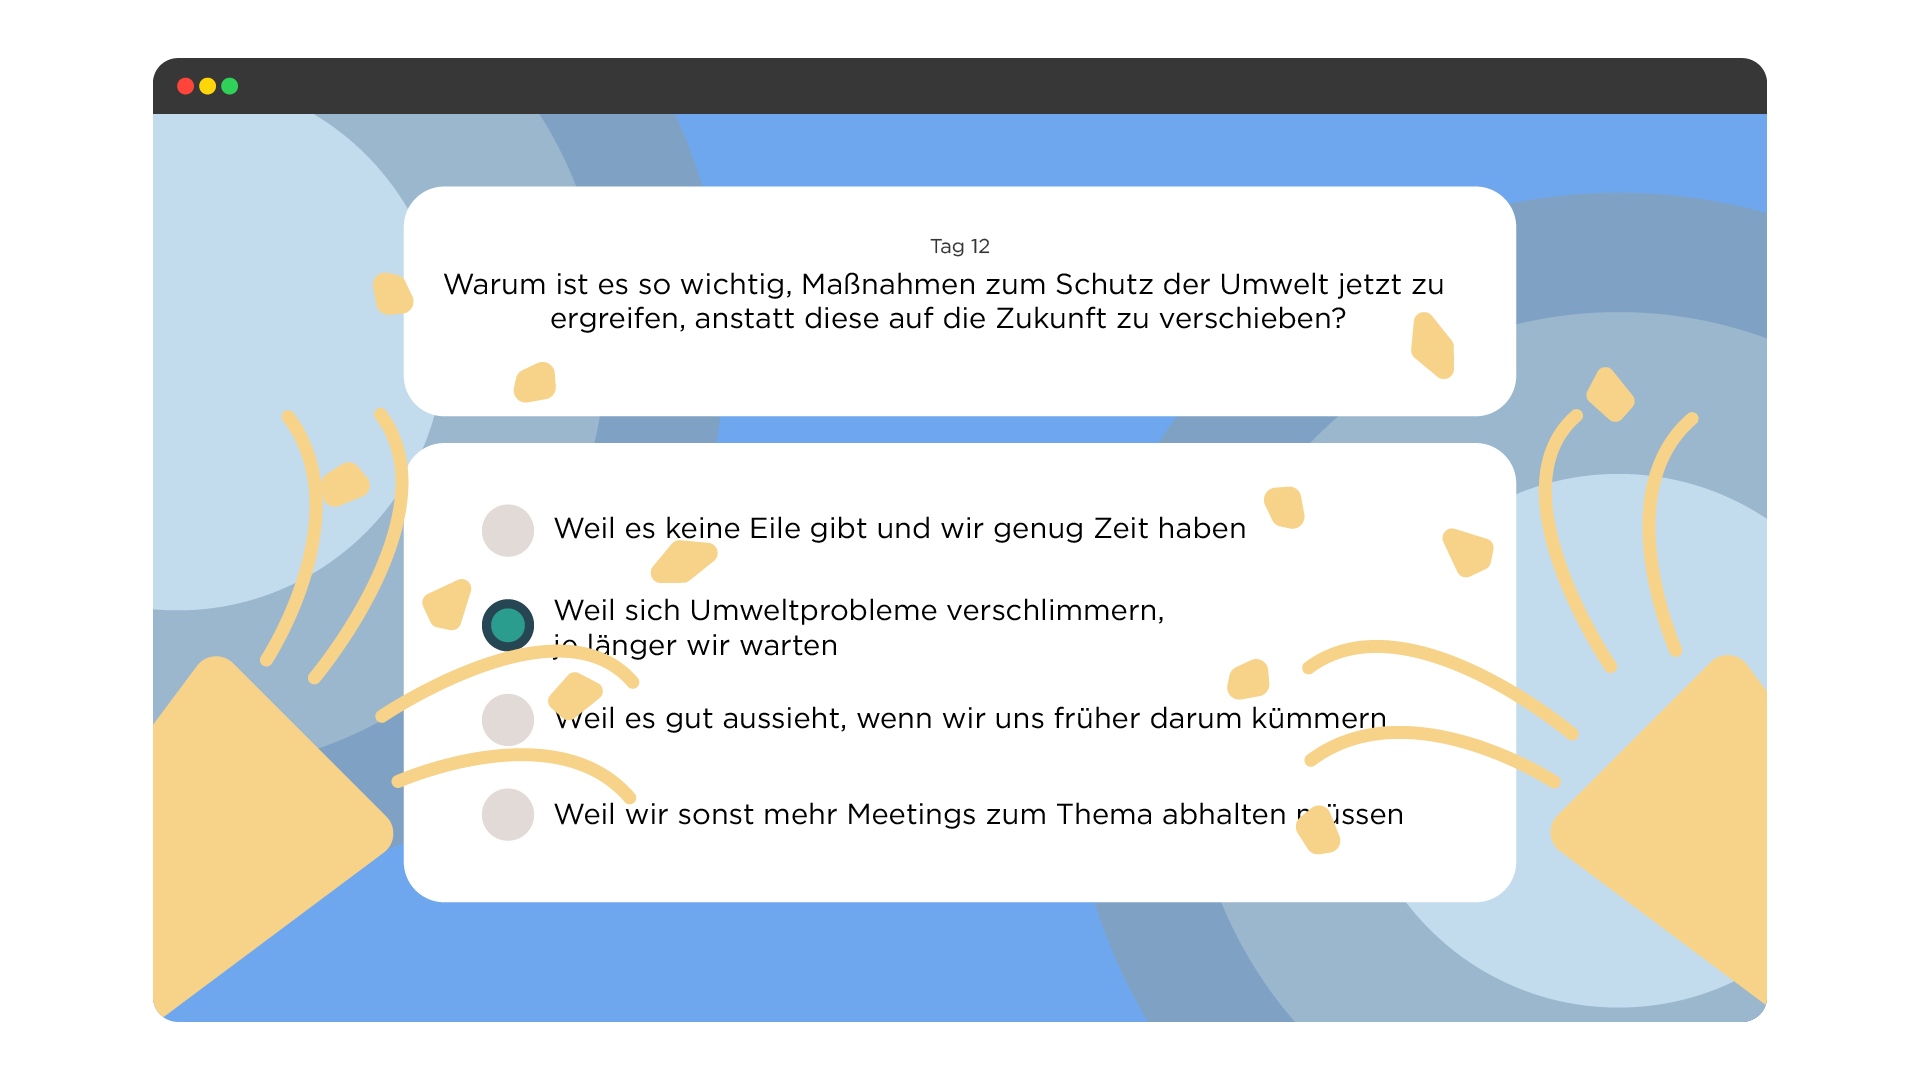 Tag 12
Warum ist es so wichtig, Maßnahmen zum Schutz der Umwelt jetzt zu
ergreifen, anstatt diese auf die Zukunft zu verschieben?
Weil es keine Eile gibt und wir genug Zeit haben
Weil sich Umweltprobleme verschlimmern,
je länger wir warten
Weil es gut aussieht, wenn wir uns früher darum kümmern
Weil wir sonst mehr Meetings zum Thema abhalten müssen